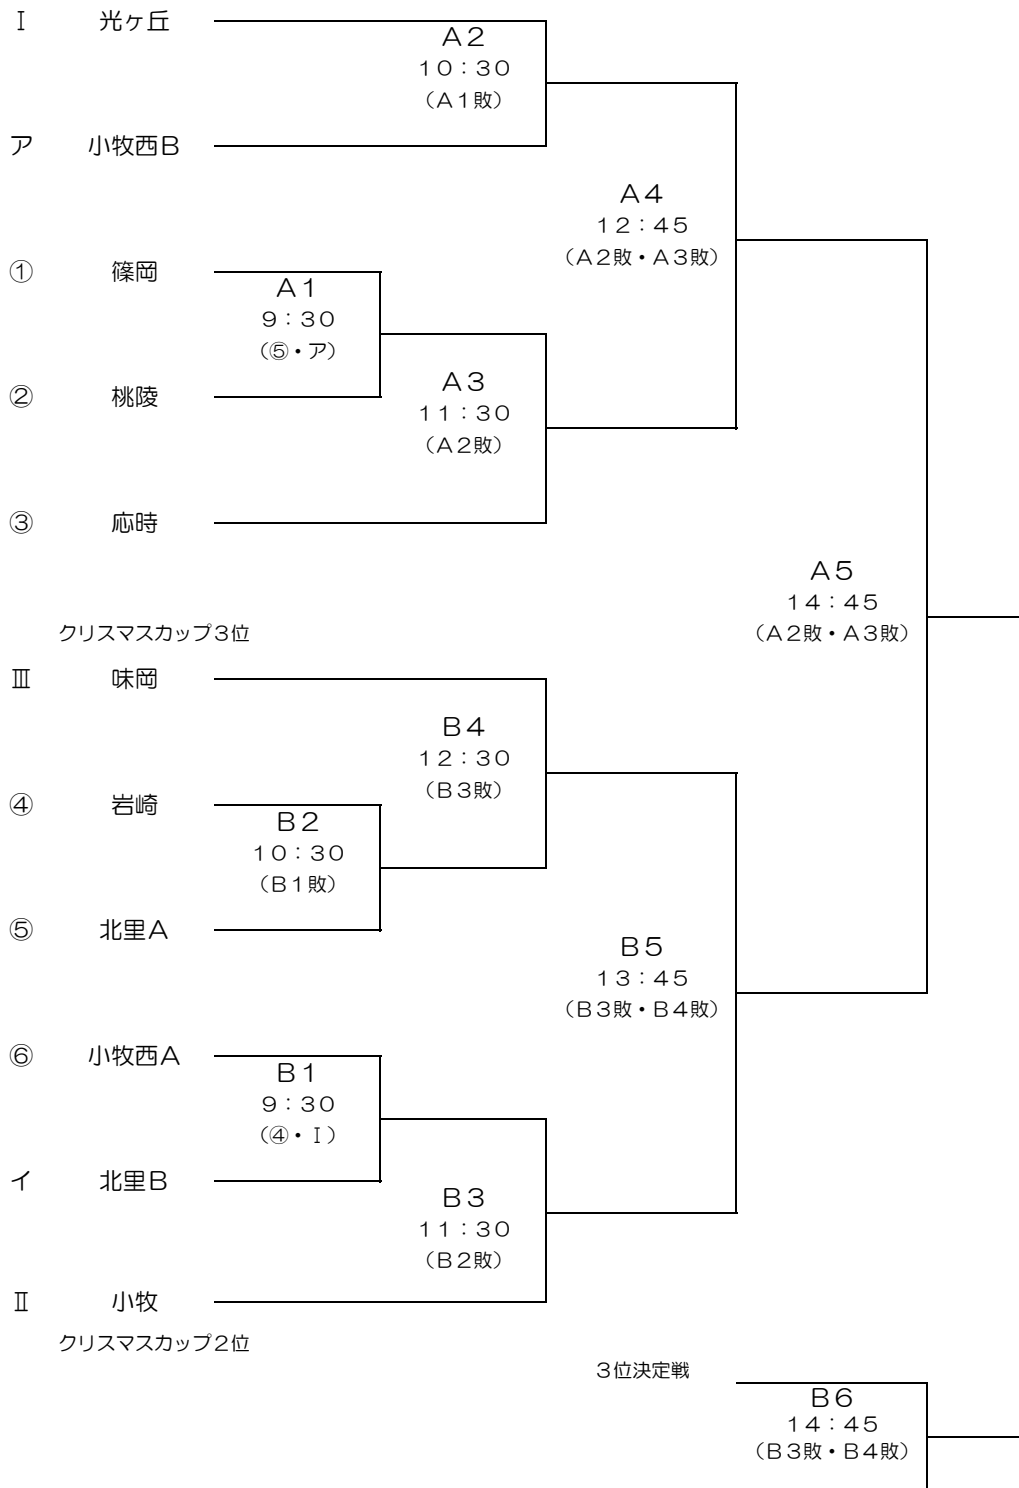 Ⅰ 光ヶ丘
Ａ２
１０：３０
（Ａ１敗）
ア 小牧西Ｂ
Ａ４
１２：４５
（Ａ２敗・Ａ３敗）
① 篠岡
Ａ１
９：３０
（⑤・ア）
② 桃陵
Ａ３
１１：３０
（Ａ２敗）
③ 応時
Ａ５
１４：４５
（Ａ２敗・Ａ３敗）
クリスマスカップ３位
Ⅲ 味岡
Ｂ４
１２：３０
（Ｂ３敗）
④ 岩崎
Ｂ２
１０：３０
（Ｂ１敗）
⑤ 北里Ａ
Ｂ５
１３：４５
（Ｂ３敗・Ｂ４敗）
⑥ 小牧西Ａ
Ｂ１
９：３０
（④・Ⅰ）
イ 北里Ｂ
Ｂ３
１１：３０
（Ｂ２敗）
Ⅱ 小牧
クリスマスカップ２位
３位決定戦
Ｂ６
１４：４５
（Ｂ３敗・Ｂ４敗）